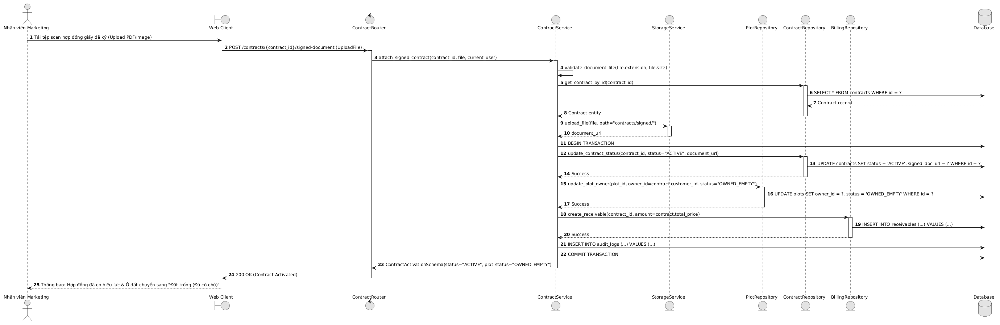 Nhân viên Marketing
Web Client
ContractRouter
ContractService
StorageService
PlotRepository
ContractRepository
BillingRepository
Database
1 Tải tệp scan hợp đồng giấy đã ký (Upload PDF/Image)
2 POST /contracts/{contract_id}/signed-document (UploadFile)
3 attach_signed_contract(contract_id, file, current_user)
4 validate_document_file(file.extension, file.size)
5 get_contract_by_id(contract_id)
6 SELECT * FROM contracts WHERE id = ?
7 Contract record
8 Contract entity
9 upload_file(file, path="contracts/signed/")
10 document_url
11 BEGIN TRANSACTION
12 update_contract_status(contract_id, status="ACTIVE", document_url)
13 UPDATE contracts SET status = 'ACTIVE', signed_doc_url = ? WHERE id = ?
14 Success
15 update_plot_owner(plot_id, owner_id=contract.customer_id, status="OWNED_EMPTY")
16 UPDATE plots SET owner_id = ?, status = 'OWNED_EMPTY' WHERE id = ?
17 Success
18 create_receivable(contract_id, amount=contract.total_price)
19 INSERT INTO receivables (...) VALUES (...)
20 Success
21 INSERT INTO audit_logs (...) VALUES (...)
22 COMMIT TRANSACTION
23 ContractActivationSchema(status="ACTIVE", plot_status="OWNED_EMPTY")
24 200 OK (Contract Activated)
25 Thông báo: Hợp đồng đã có hiệu lực & Ô đất chuyển sang "Đất trống (Đã có chủ)"
Nhân viên Marketing
Web Client
ContractRouter
ContractService
StorageService
PlotRepository
ContractRepository
BillingRepository
Database